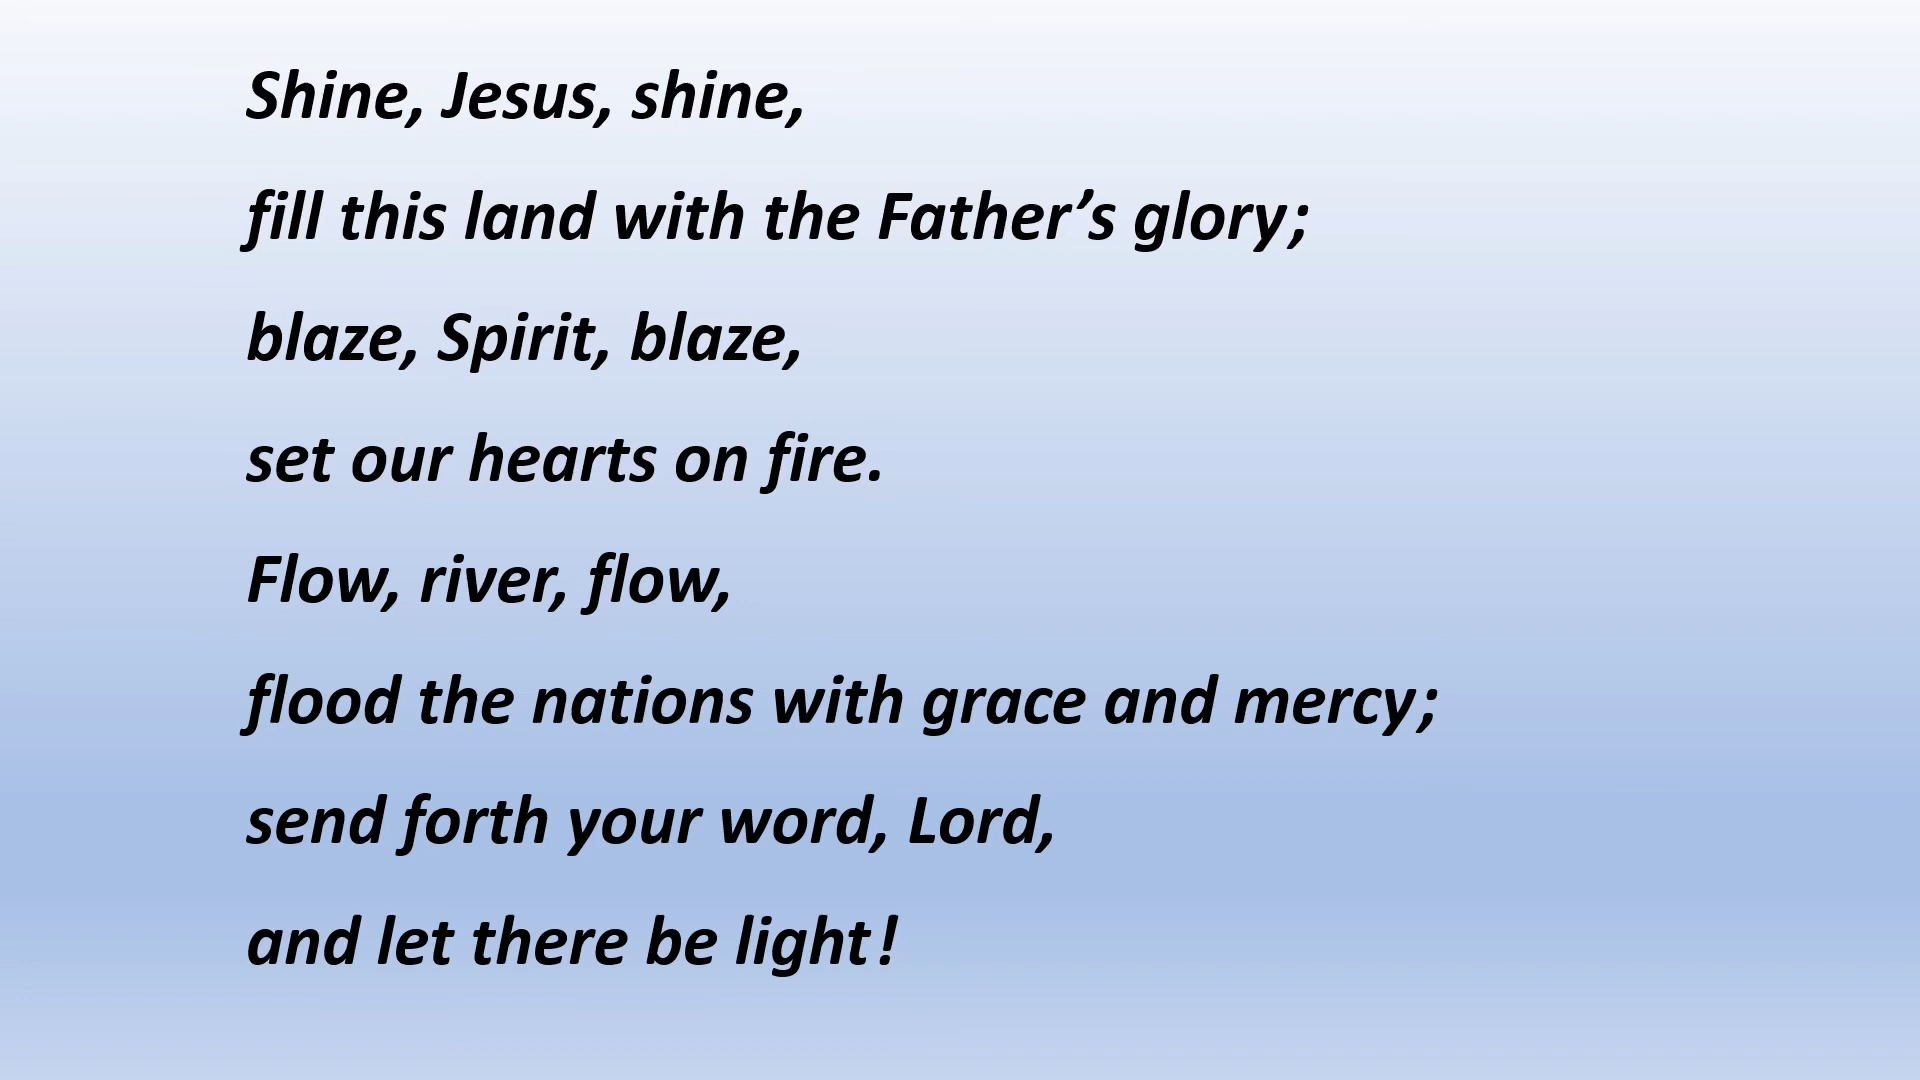 Shine, Jesus, shine,
fill this land with the Father’s glory;
blaze, Spirit, blaze,
set our hearts on fire.
Flow, river, flow,
flood the nations with grace and mercy;
send forth your word, Lord,
and let there be light!